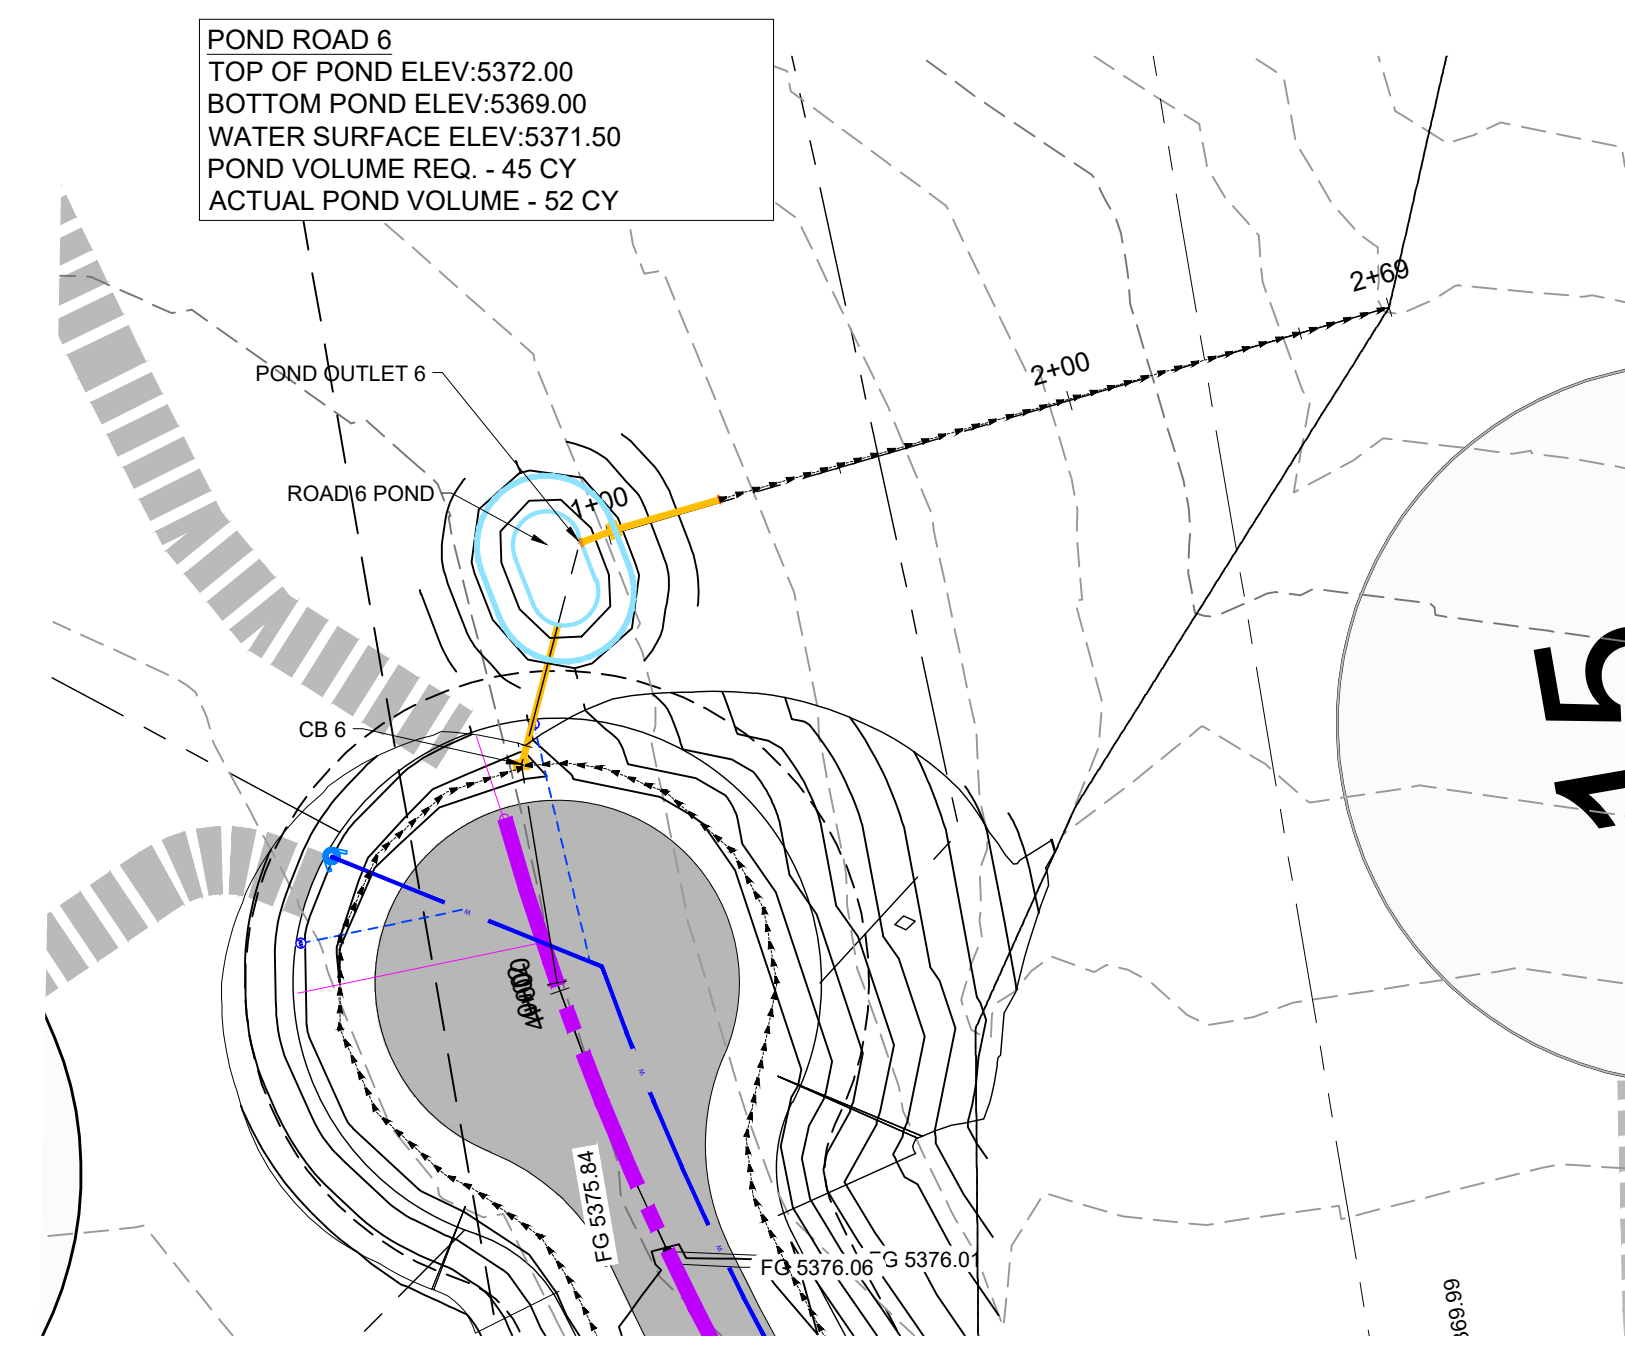 POND ROAD 6
TOP OF POND ELEV:5372.00
BOTTOM POND ELEV:5369.00
WATER SURFACE ELEV:5371.50
POND VOLUME REQ. - 45 CY
ACTUAL POND VOLUME - 52 CY
2+69
2+00
POND OUTLET 6
1+00
ROAD 6 POND
CB 6
15
W
W
W
FG 5375.84
FG 5376.06
G 5376.01
699.99